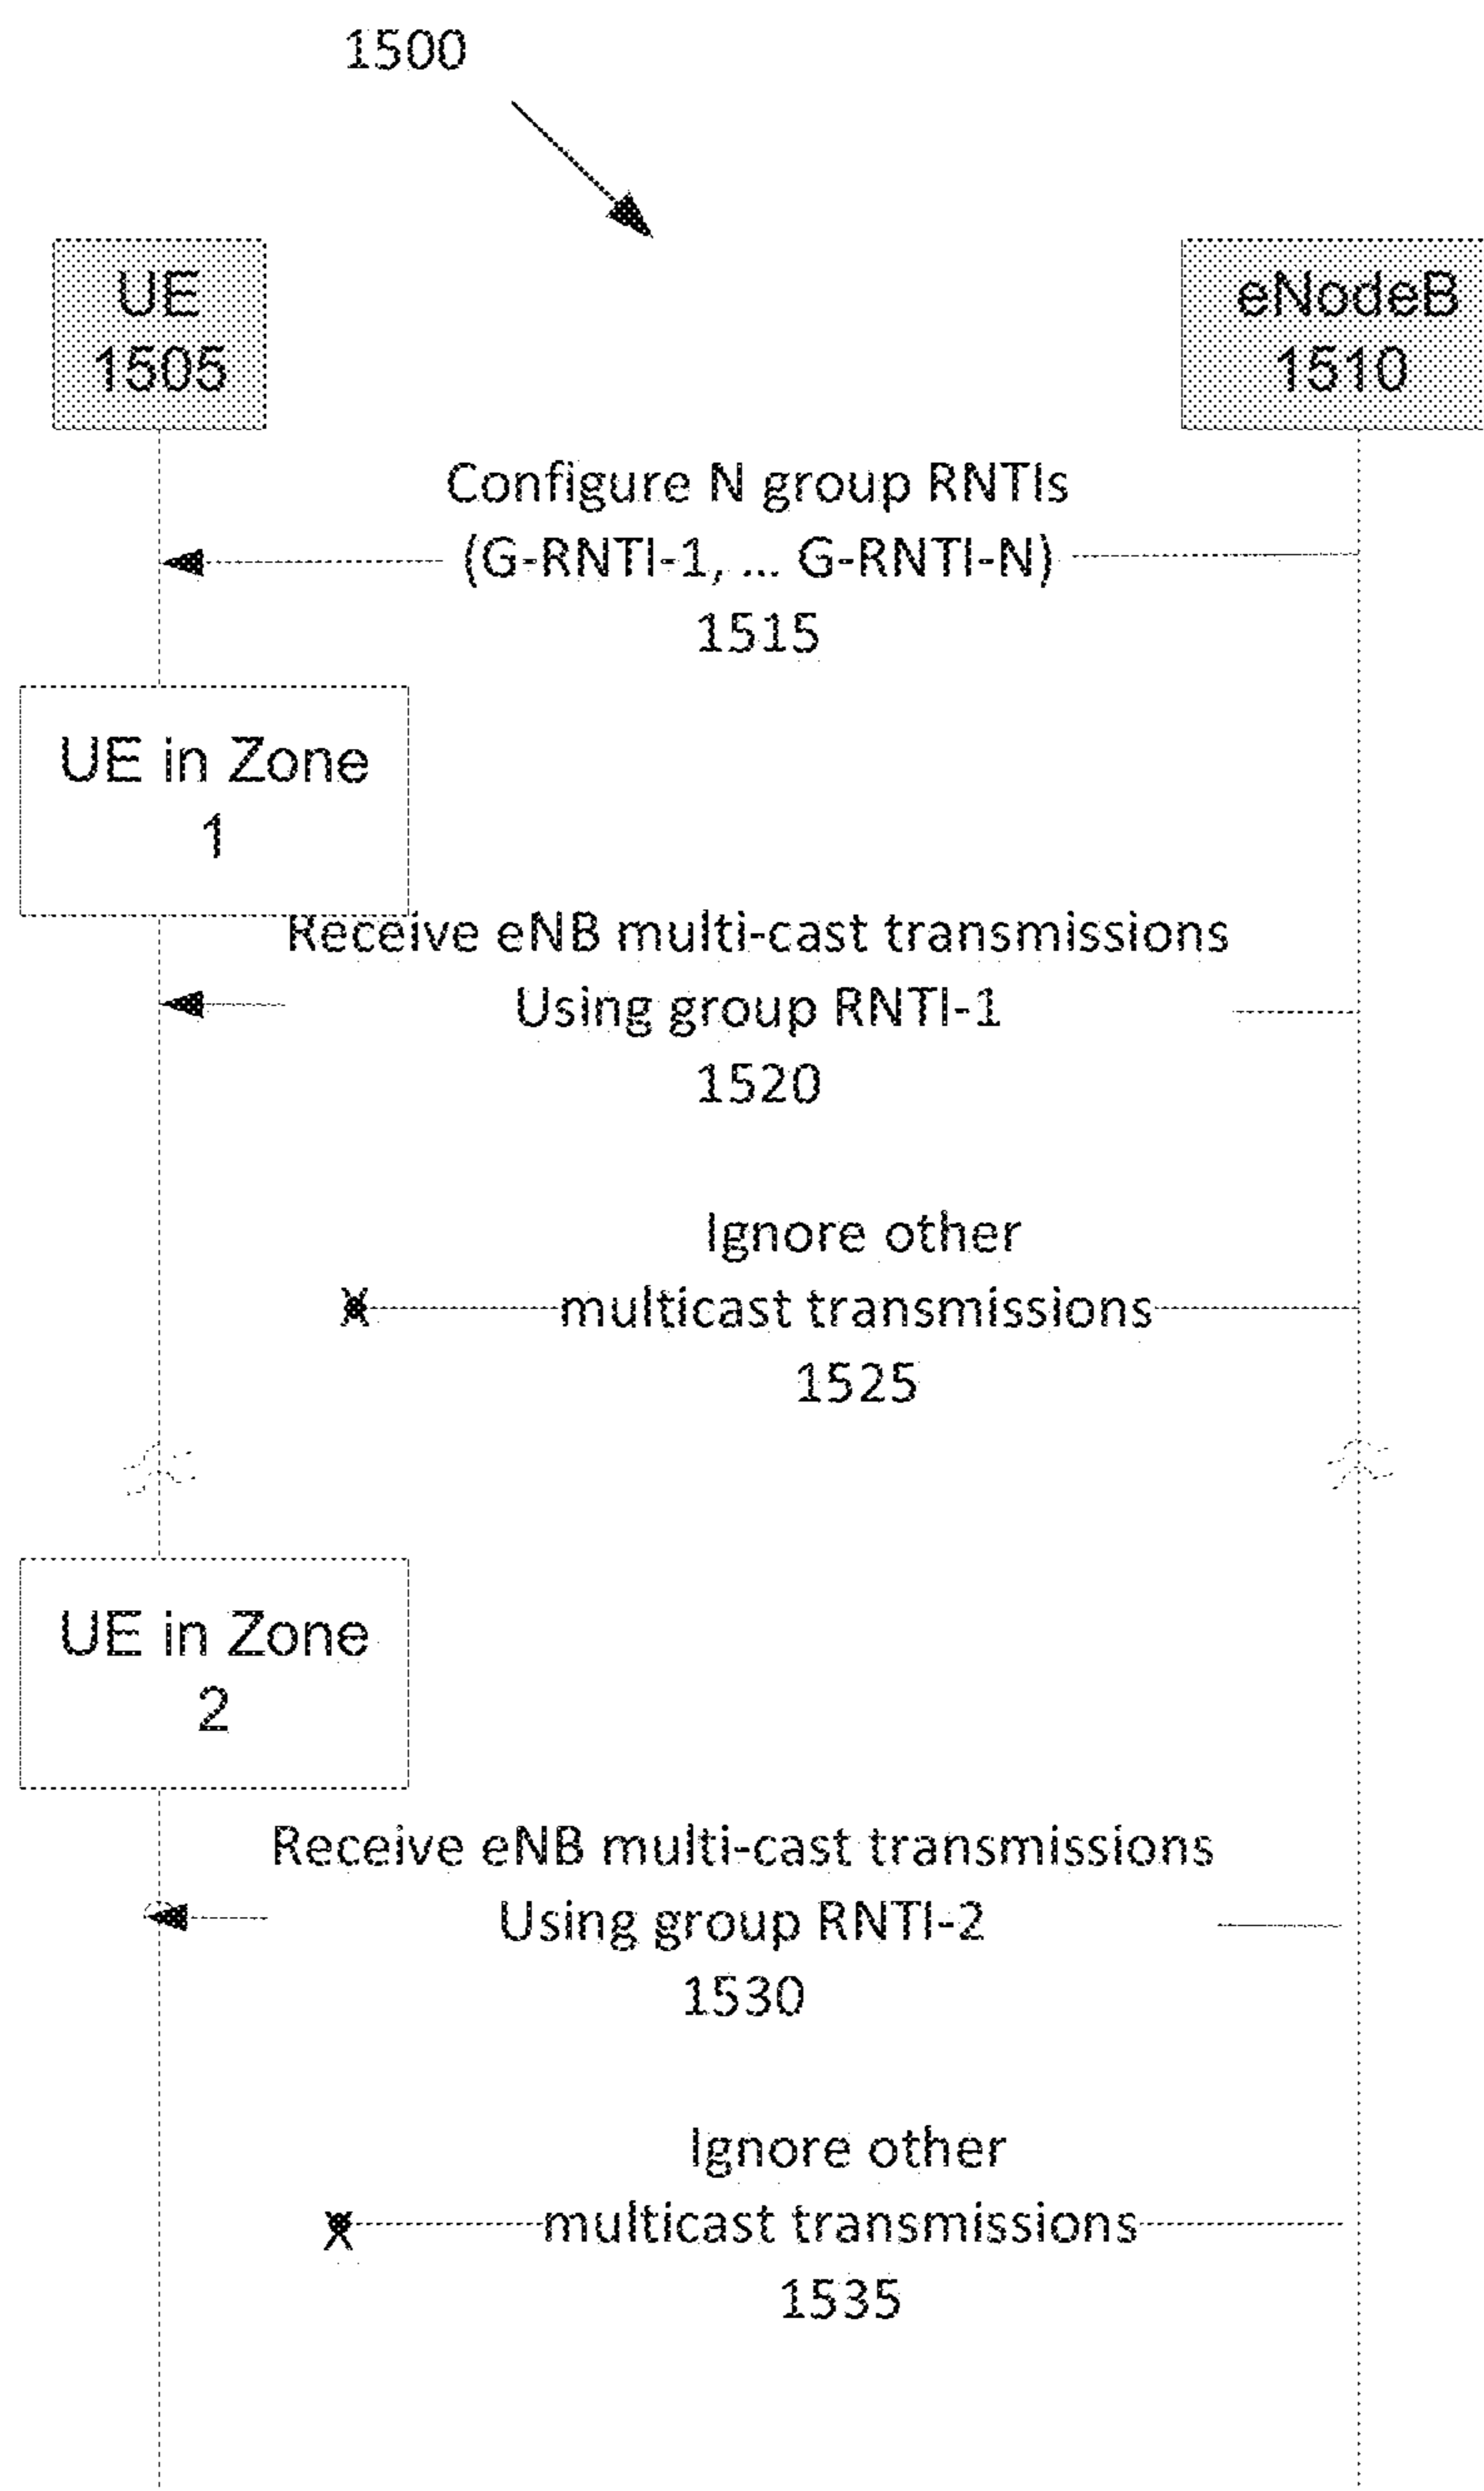 1500
UE
1505
eNodeB
1510
Configure N group RNTIs
(G-RNTI-1, ... G-RNTI-N)
1515
UE in Zone
1
Receive eNB multi-cast transmissions
Using group RNTI-1
1520
Ignore other
multicast transmissions
1525
UE in Zone
2
Receive eNB multi-cast transmissions
Using group RNTI-2
1530
Ignore other
multicast transmissions
1535